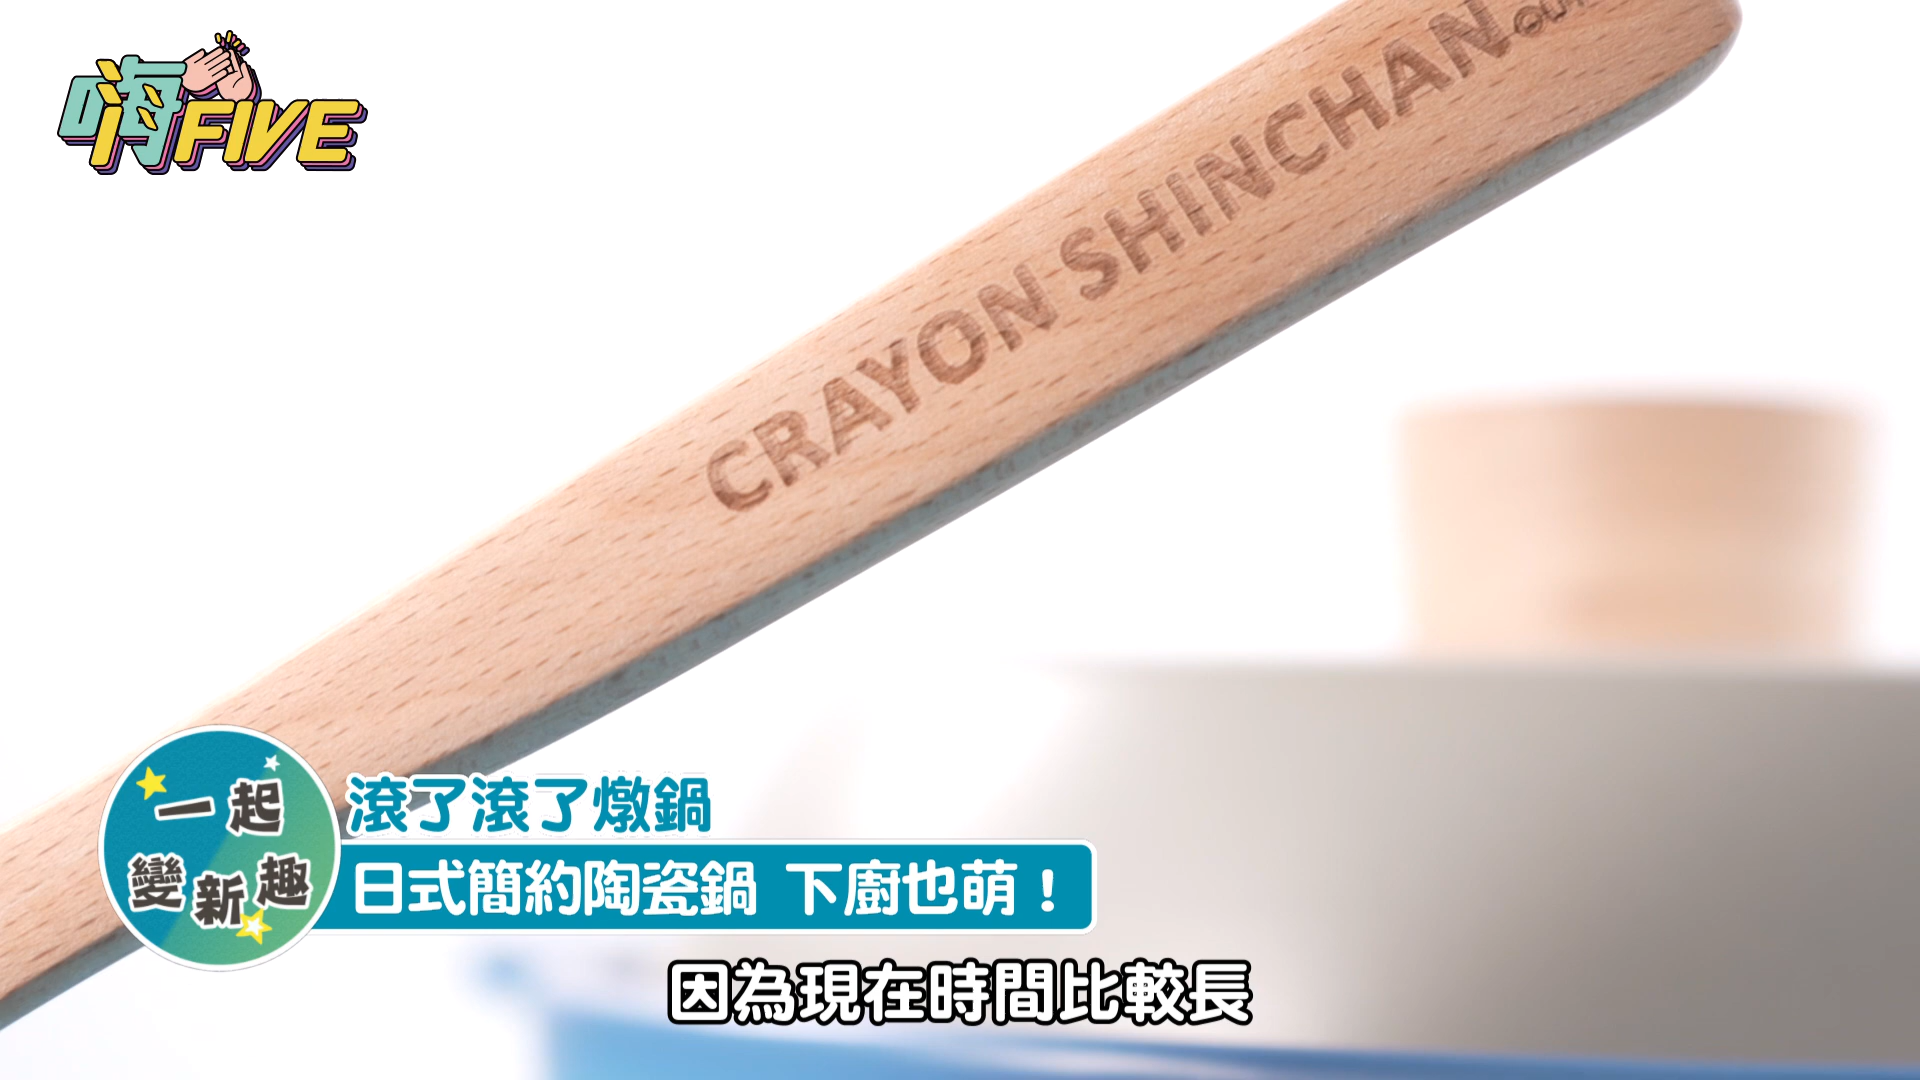 嗨FIVE
CRAYON SHINCHAN
一起
變新趣
滾了滾了燉鍋
日式簡約陶瓷鍋 下廚也萌！
因為現在時間比較長